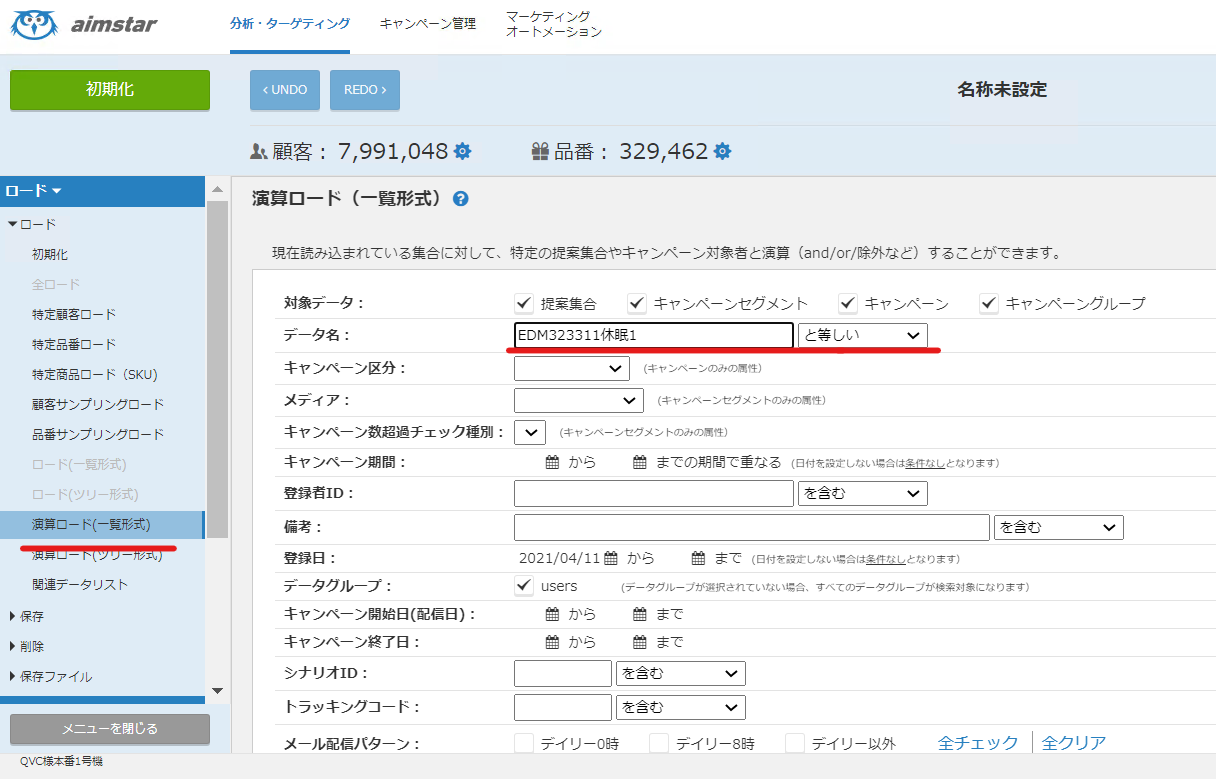 aimstar
分析・ターゲティング
キャンペーン管理
マーケティング
オートメーション
初期化
‹ UNDO
REDO ›
名称未設定
顧客： 7,991,048
品番： 329,462
ロード
ロード
初期化
全ロード
特定顧客ロード
特定品番ロード
特定商品ロード（SKU)
顧客サンプリングロード
品番サンプリングロード
ロード(一覧形式)
ロード(ツリー形式)
演算ロード(一覧形式)
演算ロード(ツリー形式)
関連データリスト
保存
削除
保存ファイル
メニューを閉じる
QVC様本番1号機
演算ロード（一覧形式） ?
現在読み込まれている集合に対して、特定の提案集合やキャンペーン対象者と演算（and/or/除外など）することができます。
対象データ： 提案集合 キャンペーンセグメント キャンペーン キャンペーングループ
データ名： EDM323311休眠1 と等しい
キャンペーン区分： （キャンペーンのみの属性）
メディア： （キャンペーンセグメントのみの属性）
キャンペーン数超過チェック種別： （キャンペーンセグメントのみの属性）
キャンペーン期間： から までの期間で重なる （日付を設定しない場合は条件なしとなります）
登録者ID： を含む
備考： を含む
登録日： 2021/04/11 から まで （日付を設定しない場合は条件なしとなります）
データグループ： users （データグループが選択されていない場合、すべてのデータグループが検索対象になります）
キャンペーン開始日(配信日)： から まで
キャンペーン終了日： から まで
シナリオID： を含む
トラッキングコード： を含む
メール配信パターン： デイリー0時 デイリー8時 デイリー以外 全チェック 全クリア